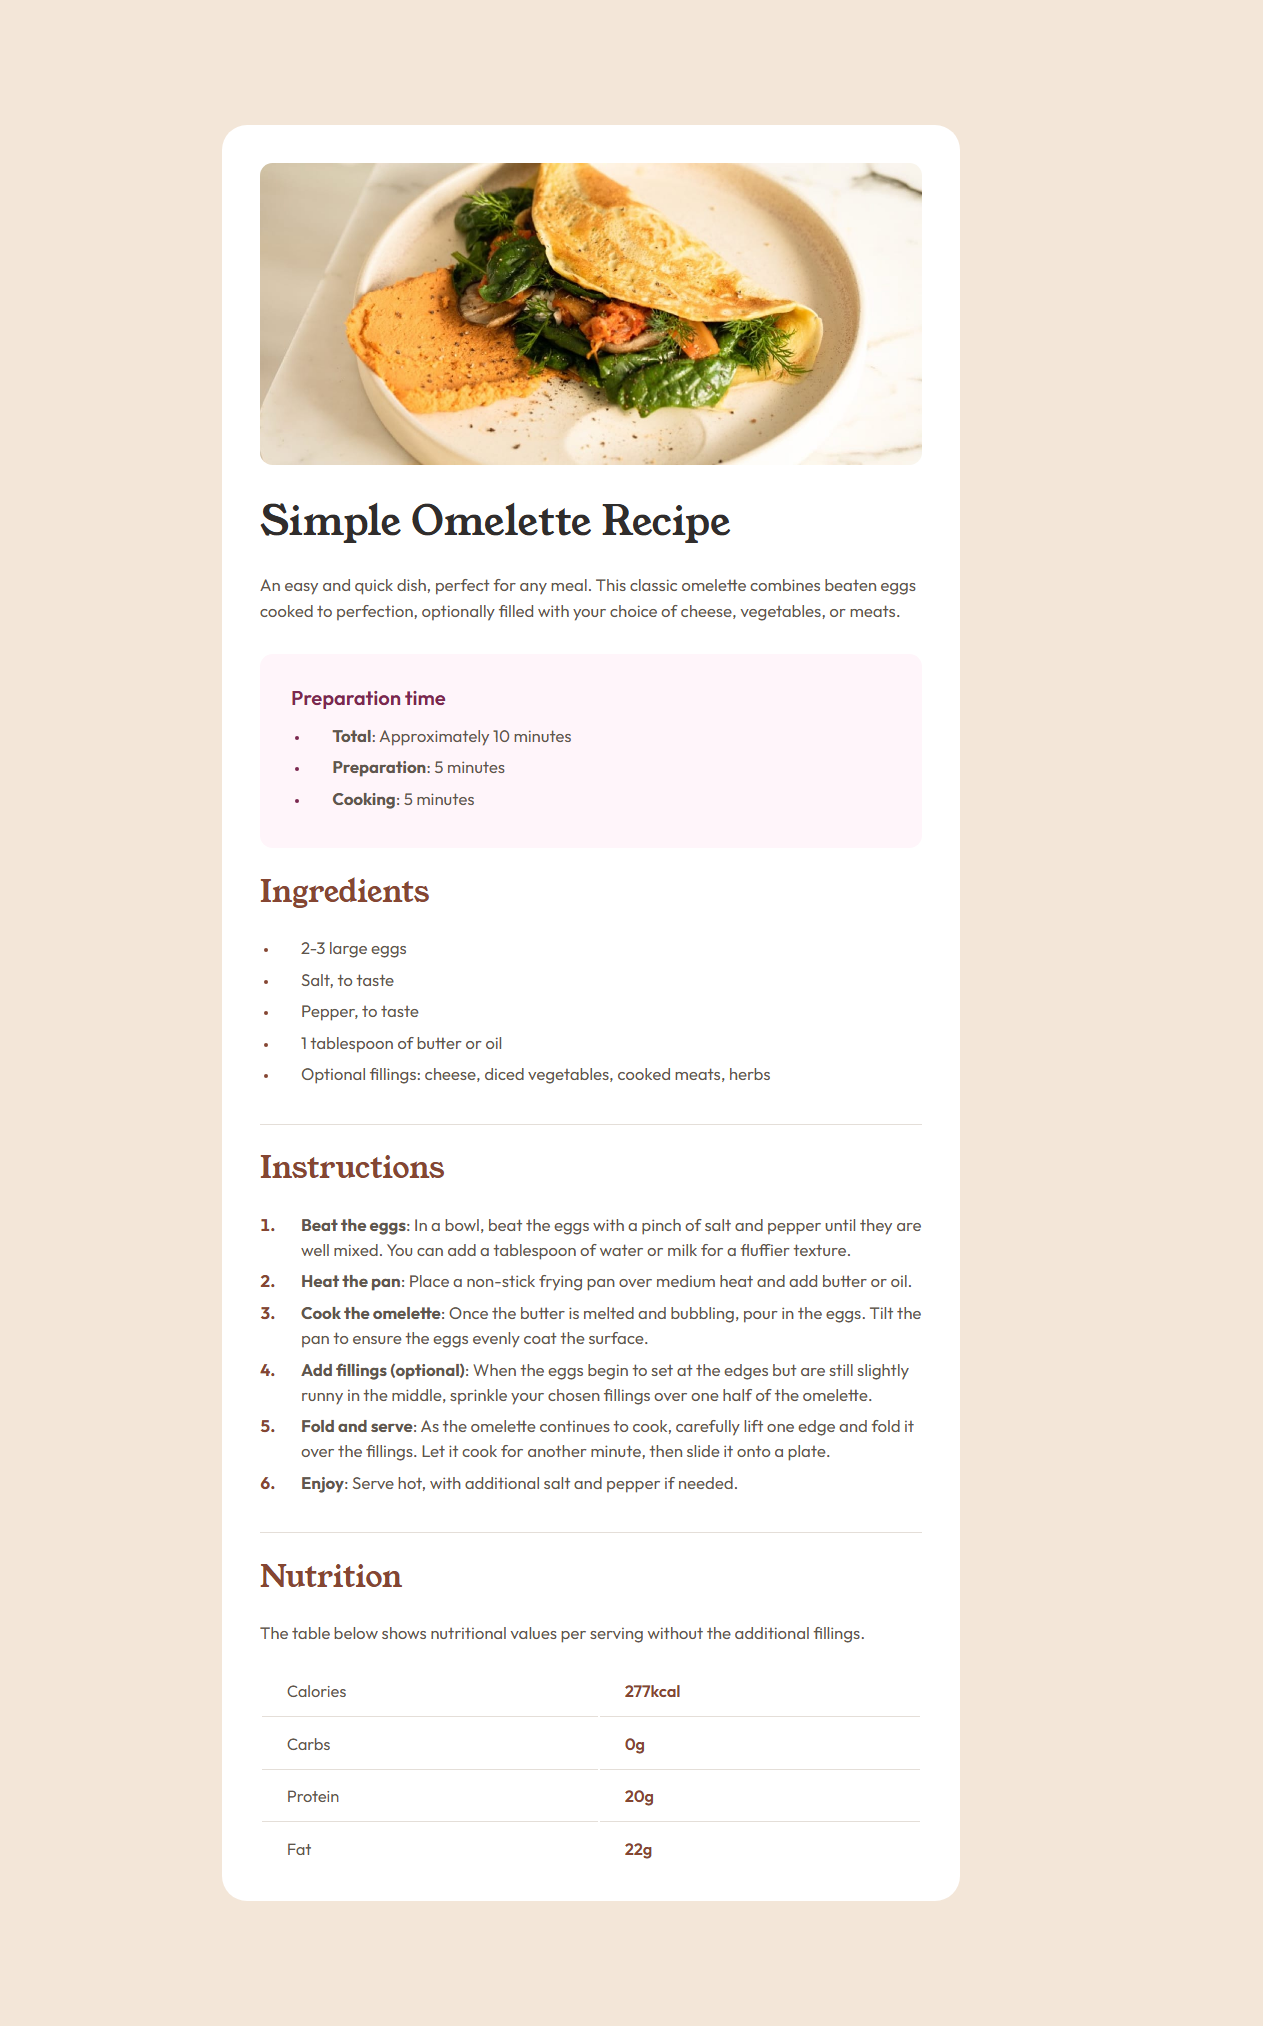 Simple Omelette Recipe
An easy and quick dish, perfect for any meal. This classic omelette combines beaten eggs
cooked to perfection, optionally filled with your choice of cheese, vegetables, or meats.
Preparation time
• Total: Approximately 10 minutes
• Preparation: 5 minutes
• Cooking: 5 minutes
Ingredients
• 2-3 large eggs
• Salt, to taste
• Pepper, to taste
• 1 tablespoon of butter or oil
• Optional fillings: cheese, diced vegetables, cooked meats, herbs
Instructions
1. Beat the eggs: In a bowl, beat the eggs with a pinch of salt and pepper until they are
well mixed. You can add a tablespoon of water or milk for a fluffier texture.
2. Heat the pan: Place a non-stick frying pan over medium heat and add butter or oil.
3. Cook the omelette: Once the butter is melted and bubbling, pour in the eggs. Tilt the
pan to ensure the eggs evenly coat the surface.
4. Add fillings (optional): When the eggs begin to set at the edges but are still slightly
runny in the middle, sprinkle your chosen fillings over one half of the omelette.
5. Fold and serve: As the omelette continues to cook, carefully lift one edge and fold it
over the fillings. Let it cook for another minute, then slide it onto a plate.
6. Enjoy: Serve hot, with additional salt and pepper if needed.
Nutrition
The table below shows nutritional values per serving without the additional fillings.
Calories 277kcal
Carbs 0g
Protein 20g
Fat 22g